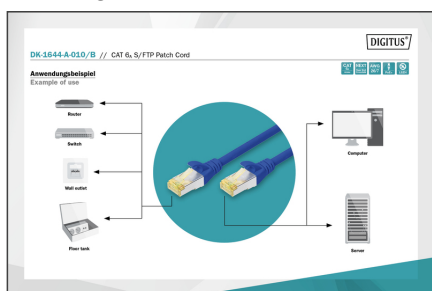 DIGITUS®
DK-1644-A-010/B // CAT 6A S/FTP Patch Cord
Anwendungsbeispiel
Example of use
Router
Switch
Wall outlet
Floor tank
Computer
Server